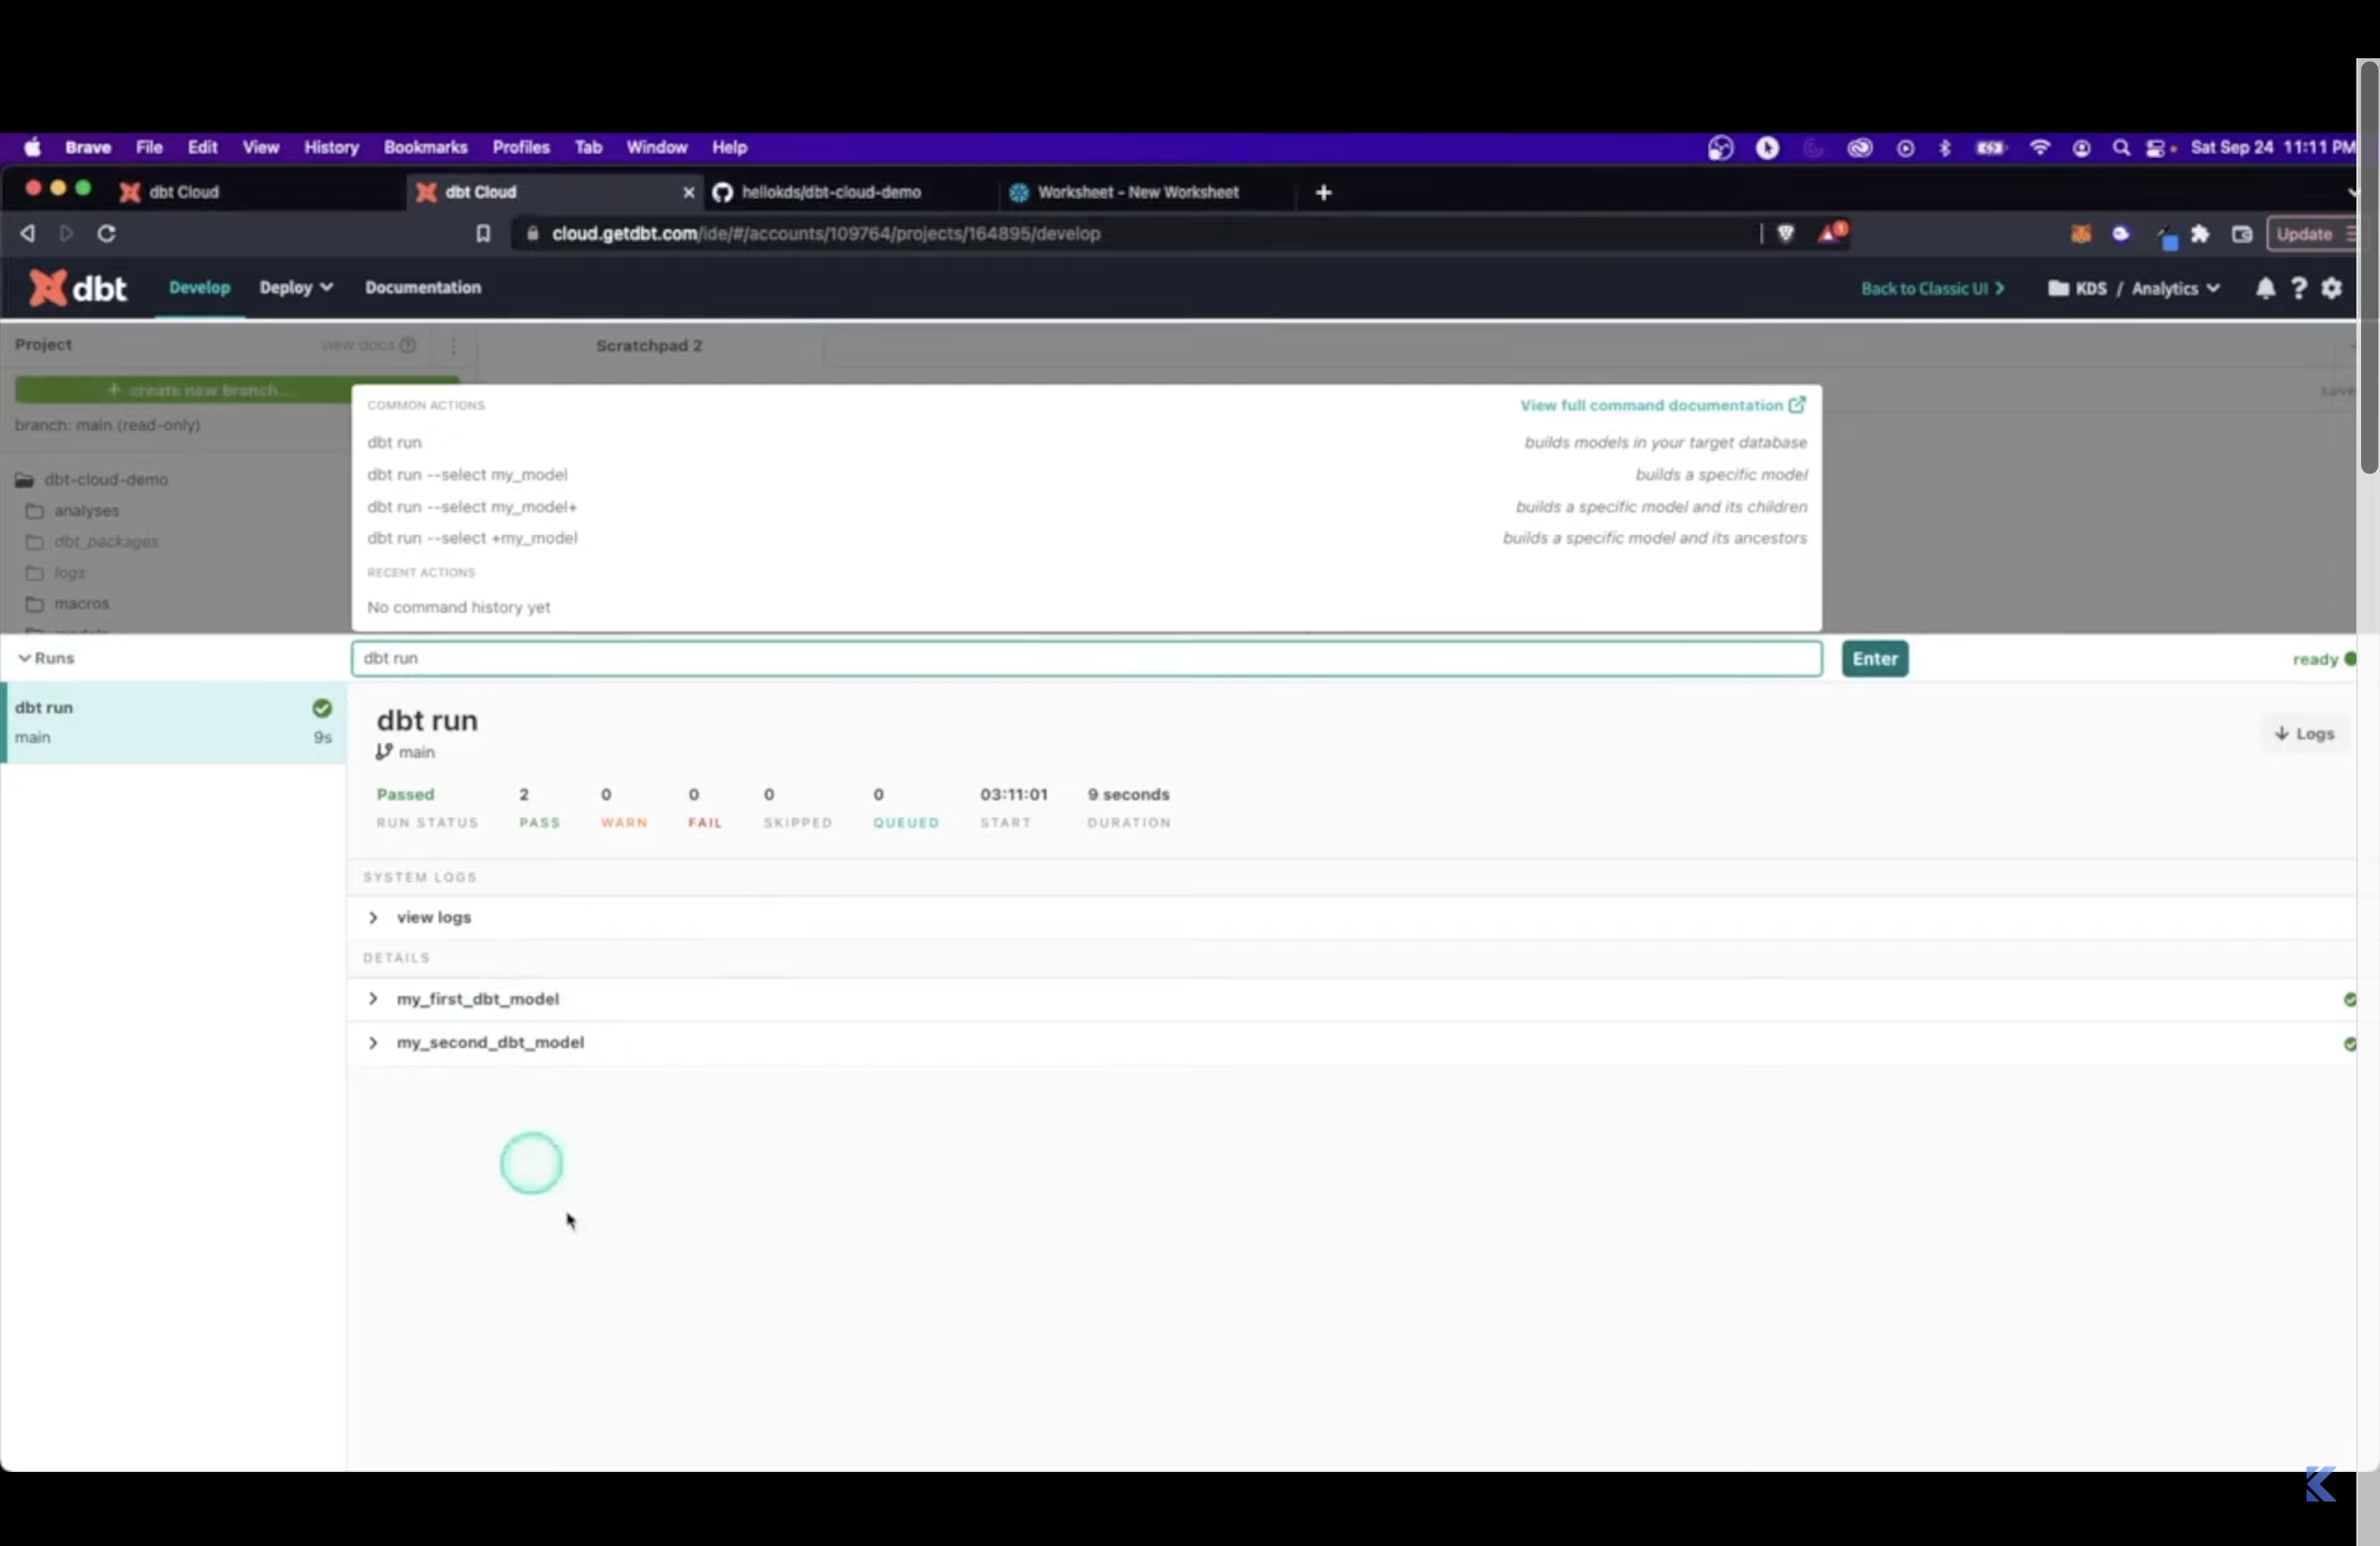 Brave File Edit View History Bookmarks Profiles Tab Window Help Sat Sep 24 11:11 PM
dbt Cloud dbt Cloud hellokds/dbt-cloud-demo Worksheet - New Worksheet
cloud.getdbt.com/ide/#/accounts/109764/projects/164895/develop Update
dbt Develop Deploy Documentation Back to Classic UI KDS / Analytics
Project view docs Scratchpad 2
+ create new branch... save
COMMON ACTIONS View full command documentation
branch: main (read-only)
dbt run builds models in your target database
dbt run --select my_model builds a specific model
dbt-cloud-demo
dbt run --select my_model+ builds a specific model and its children
analyses
dbt run --select +my_model builds a specific model and its ancestors
dbt_packages
RECENT ACTIONS
logs
macros
No command history yet
Runs dbt run Enter ready
dbt run
main 9s
dbt run
main
Logs
Passed 2 0 0 0 0 03:11:01 9 seconds
RUN STATUS PASS WARN FAIL SKIPPED QUEUED START DURATION
SYSTEM LOGS
view logs
DETAILS
my_first_dbt_model
my_second_dbt_model